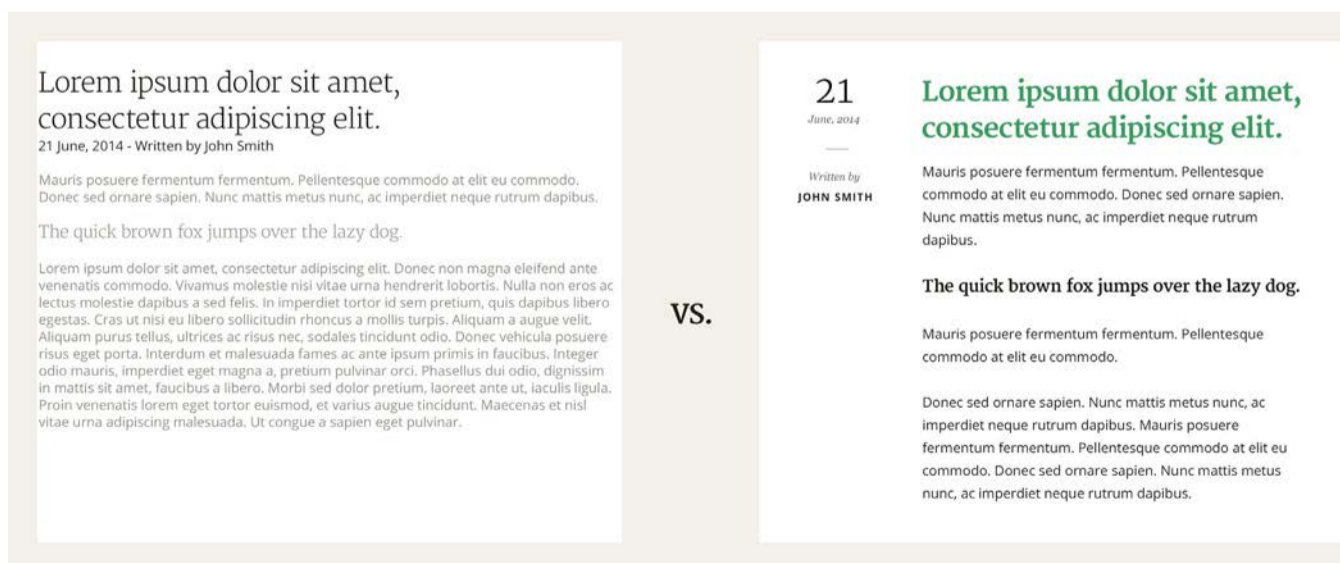 Lorem ipsum dolor sit amet,
consectetur adipiscing elit.
21 June, 2014 - Written by John Smith
Mauris posuere fermentum fermentum. Pellentesque commodo at elit eu commodo.
Donec sed ornare sapien. Nunc mattis metus nunc, ac imperdiet neque rutrum dapibus.
The quick brown fox jumps over the lazy dog.
Lorem ipsum dolor sit amet, consectetur adipiscing elit. Donec non magna eleifend ante
venenatis commodo. Vivamus molestie nisi vitae urna hendrerit lobortis. Nulla non eros ac
lectus molestie dapibus a sed felis. In imperdiet tortor id sem pretium, quis dapibus libero
egestas. Cras ut nisi eu libero sollicitudin rhoncus a mollis turpis. Aliquam a augue velit.
Aliquam purus tellus, ultrices ac risus nec, sodales tincidunt odio. Donec vehicula posuere
risus eget porta. Interdum et malesuada fames ac ante ipsum primis in faucibus. Integer
odio mauris, imperdiet eget magna a, pretium pulvinar orci. Phasellus dui odio, dignissim
in mattis sit amet, faucibus a libero. Morbi sed dolor pretium, laoreet ante ut, iaculis ligula.
Proin venenatis lorem eget tortor euismod, et varius augue tincidunt. Maecenas et nisl
vitae urna adipiscing malesuada. Ut congue a sapien eget pulvinar.
vs.
21
June, 2014
Written by
JOHN SMITH
Lorem ipsum dolor sit amet,
consectetur adipiscing elit.
Mauris posuere fermentum fermentum. Pellentesque
commodo at elit eu commodo. Donec sed ornare sapien.
Nunc mattis metus nunc, ac imperdiet neque rutrum
dapibus.
The quick brown fox jumps over the lazy dog.
Mauris posuere fermentum fermentum. Pellentesque
commodo at elit eu commodo.
Donec sed ornare sapien. Nunc mattis metus nunc, ac
imperdiet neque rutrum dapibus. Mauris posuere
fermentum fermentum. Pellentesque commodo at elit eu
commodo. Donec sed ornare sapien. Nunc mattis metus
nunc, ac imperdiet neque rutrum dapibus.